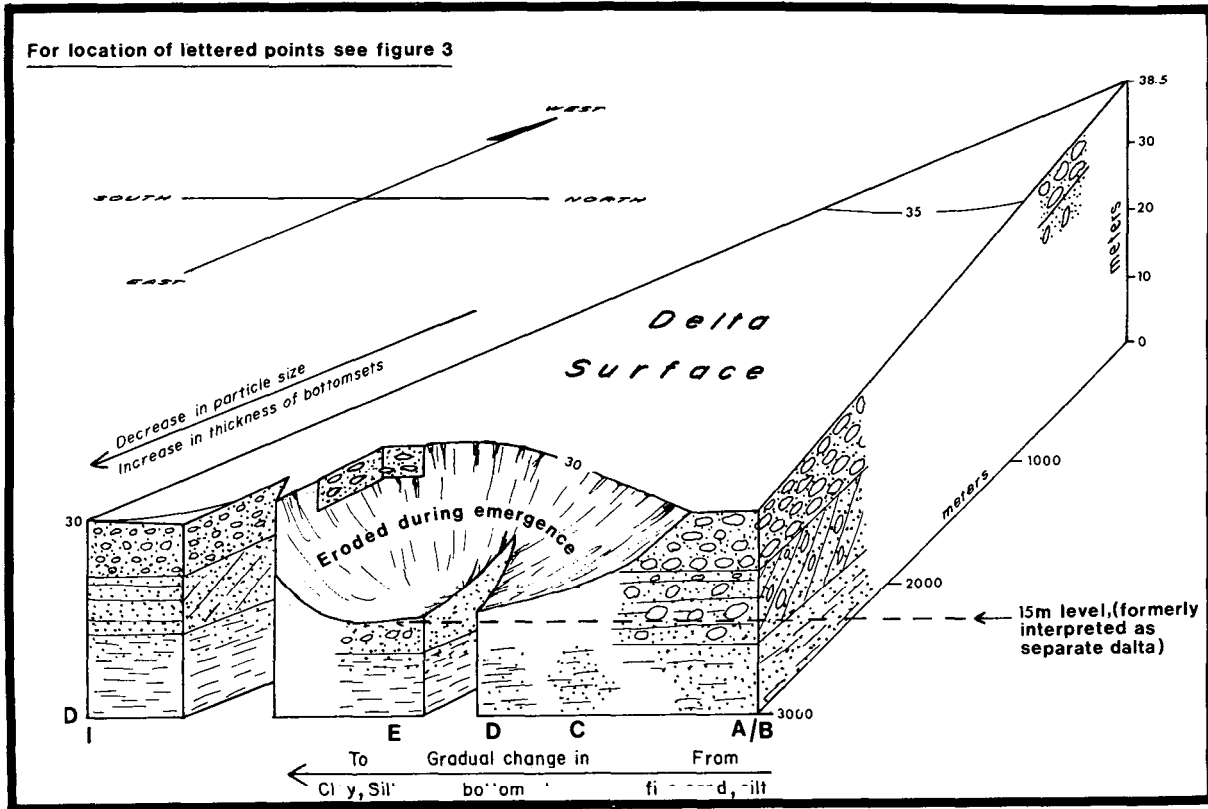 For location of lettered points see figure 3
WEST
SOUTH
NORTH
EAST
38.5
30
20
10
0
meters
35
Delta
Surface
Decrease in particle size
Increase in thickness of bottomsets
30
Eroded during emergence
30
1000
meters
2000
15m level,(formerly
interpreted as
separate dalta)
3000
D
I
E
D
C
A/B
To Gradual change in From